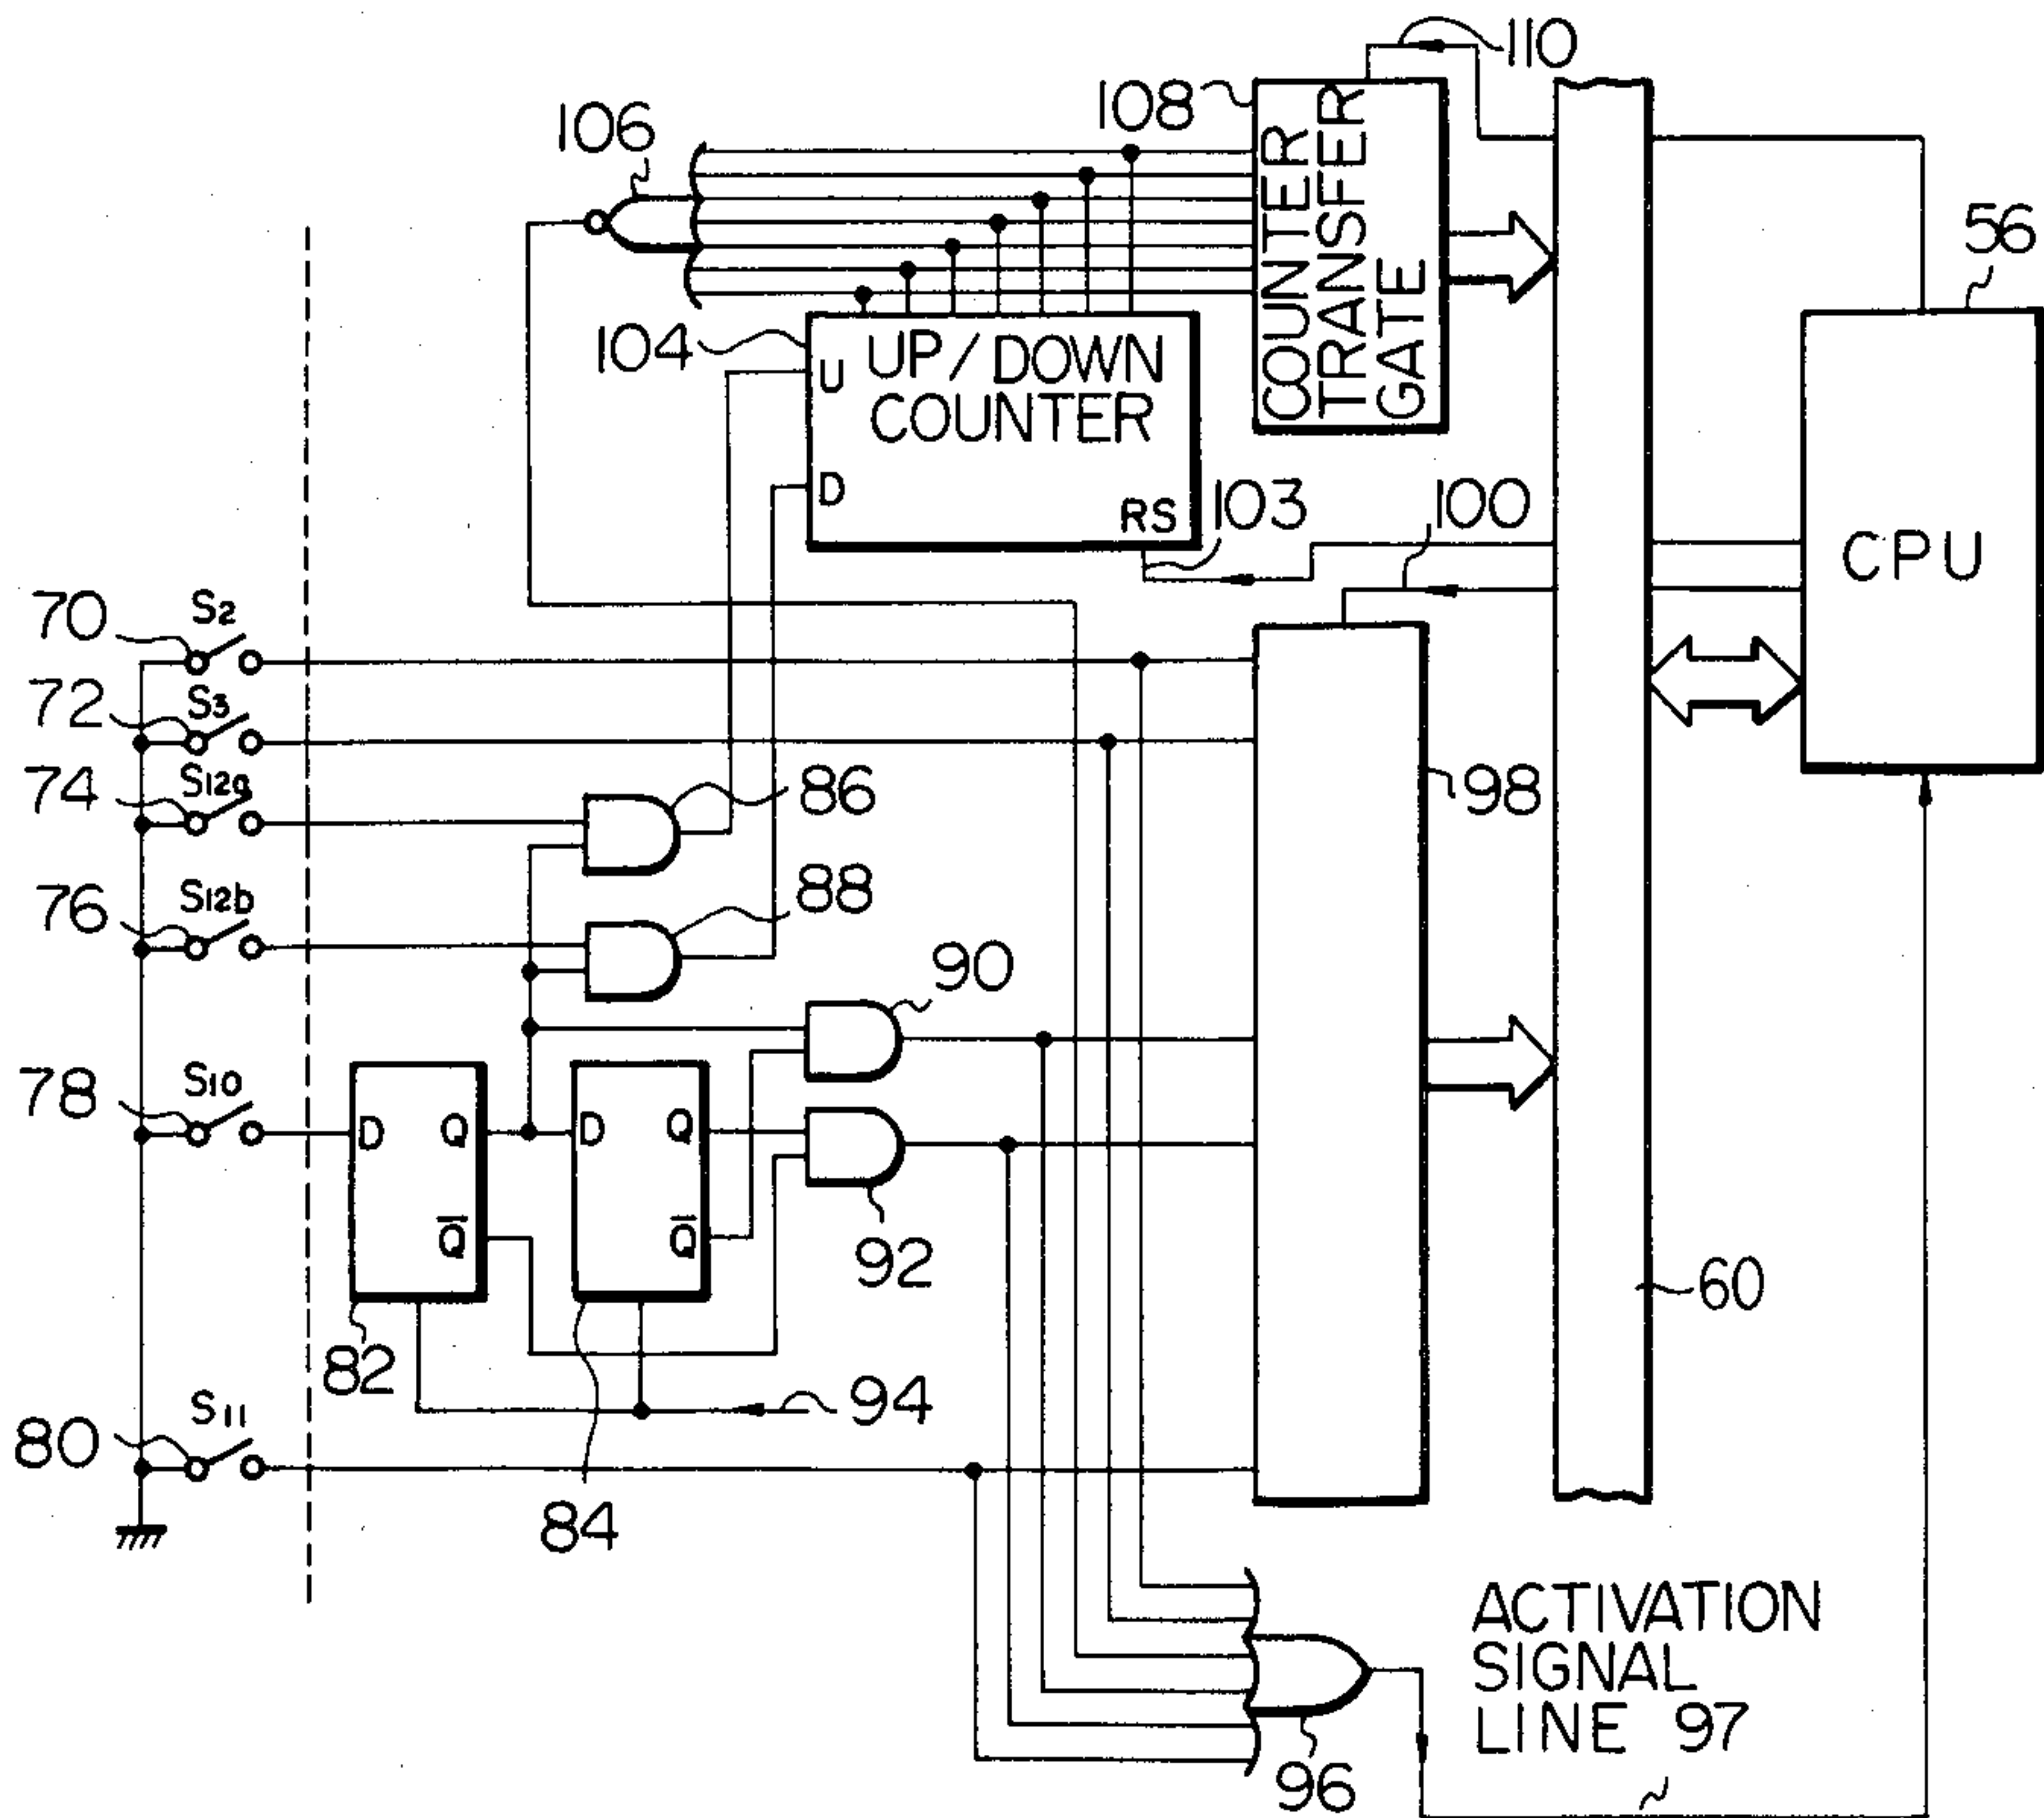 110
108
COUNTER
TRANSFER
GATE
106
56
104
UP/DOWN
COUNTER
U
D
RS
103
100
CPU
70
S2
72
S3
74
S12a
86
98
76
S12b
88
90
78
S10
D
Q
Q̅
D
Q
Q̅
92
60
82
94
S11
80
84
ACTIVATION
SIGNAL
LINE 97
96